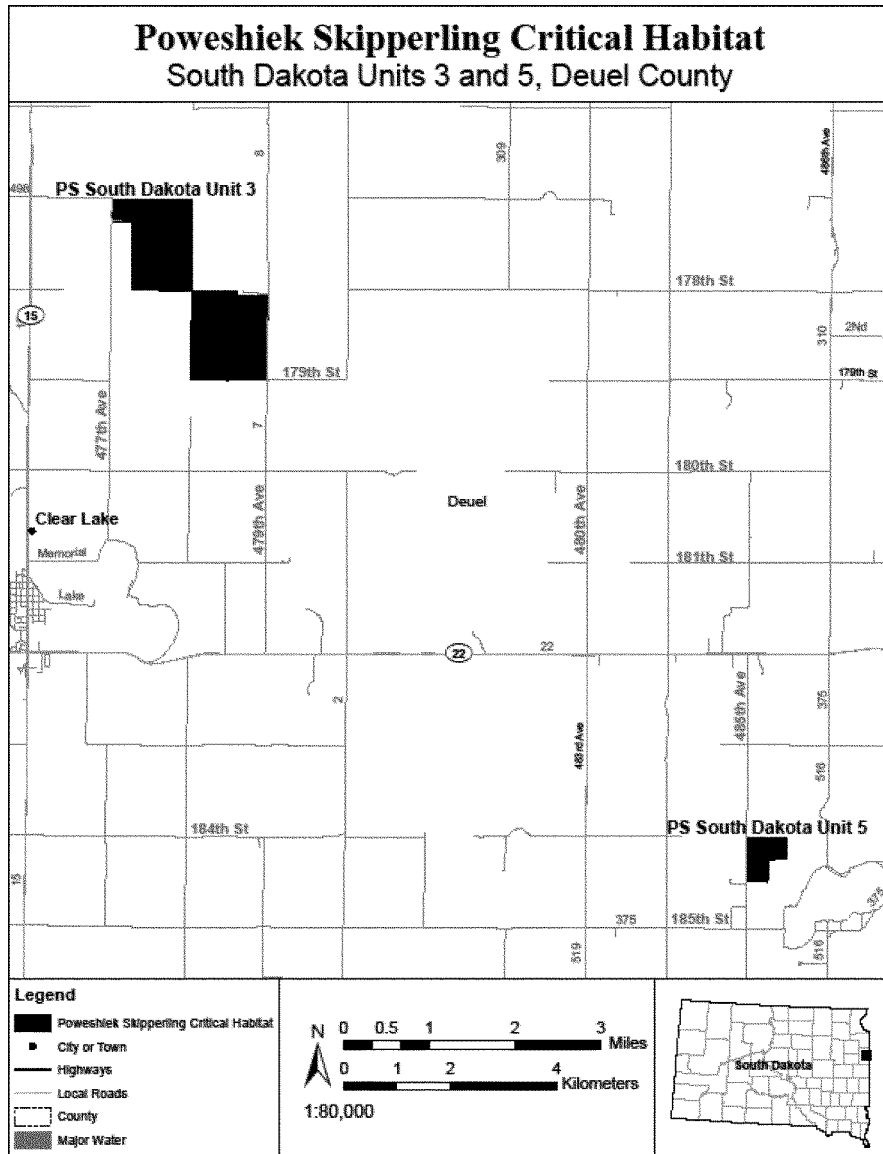 Poweshiek Skipperling Critical Habitat
South Dakota Units 3 and 5, Deuel County
8
309
486th Ave
498
PS South Dakota Unit 3
178th St
15
310
2Nd
179th St
179th St
477th Ave
7
180th St
Deuel
479th Ave
480th Ave
Clear Lake
Memorial
181th St
Lake
22
22
2
485th Ave
375
483rd Ave
516
184th St
PS South Dakota Unit 5
15
375
375
185th St
519
516
7
Legend
Poweshiek Skipperling Critical Habitat
City or Town
Highways
Local Roads
County
Major Water
N
0 0.5 1 2 3
Miles
0 1 2 4
Kilometers
1:80,000
South Dakota